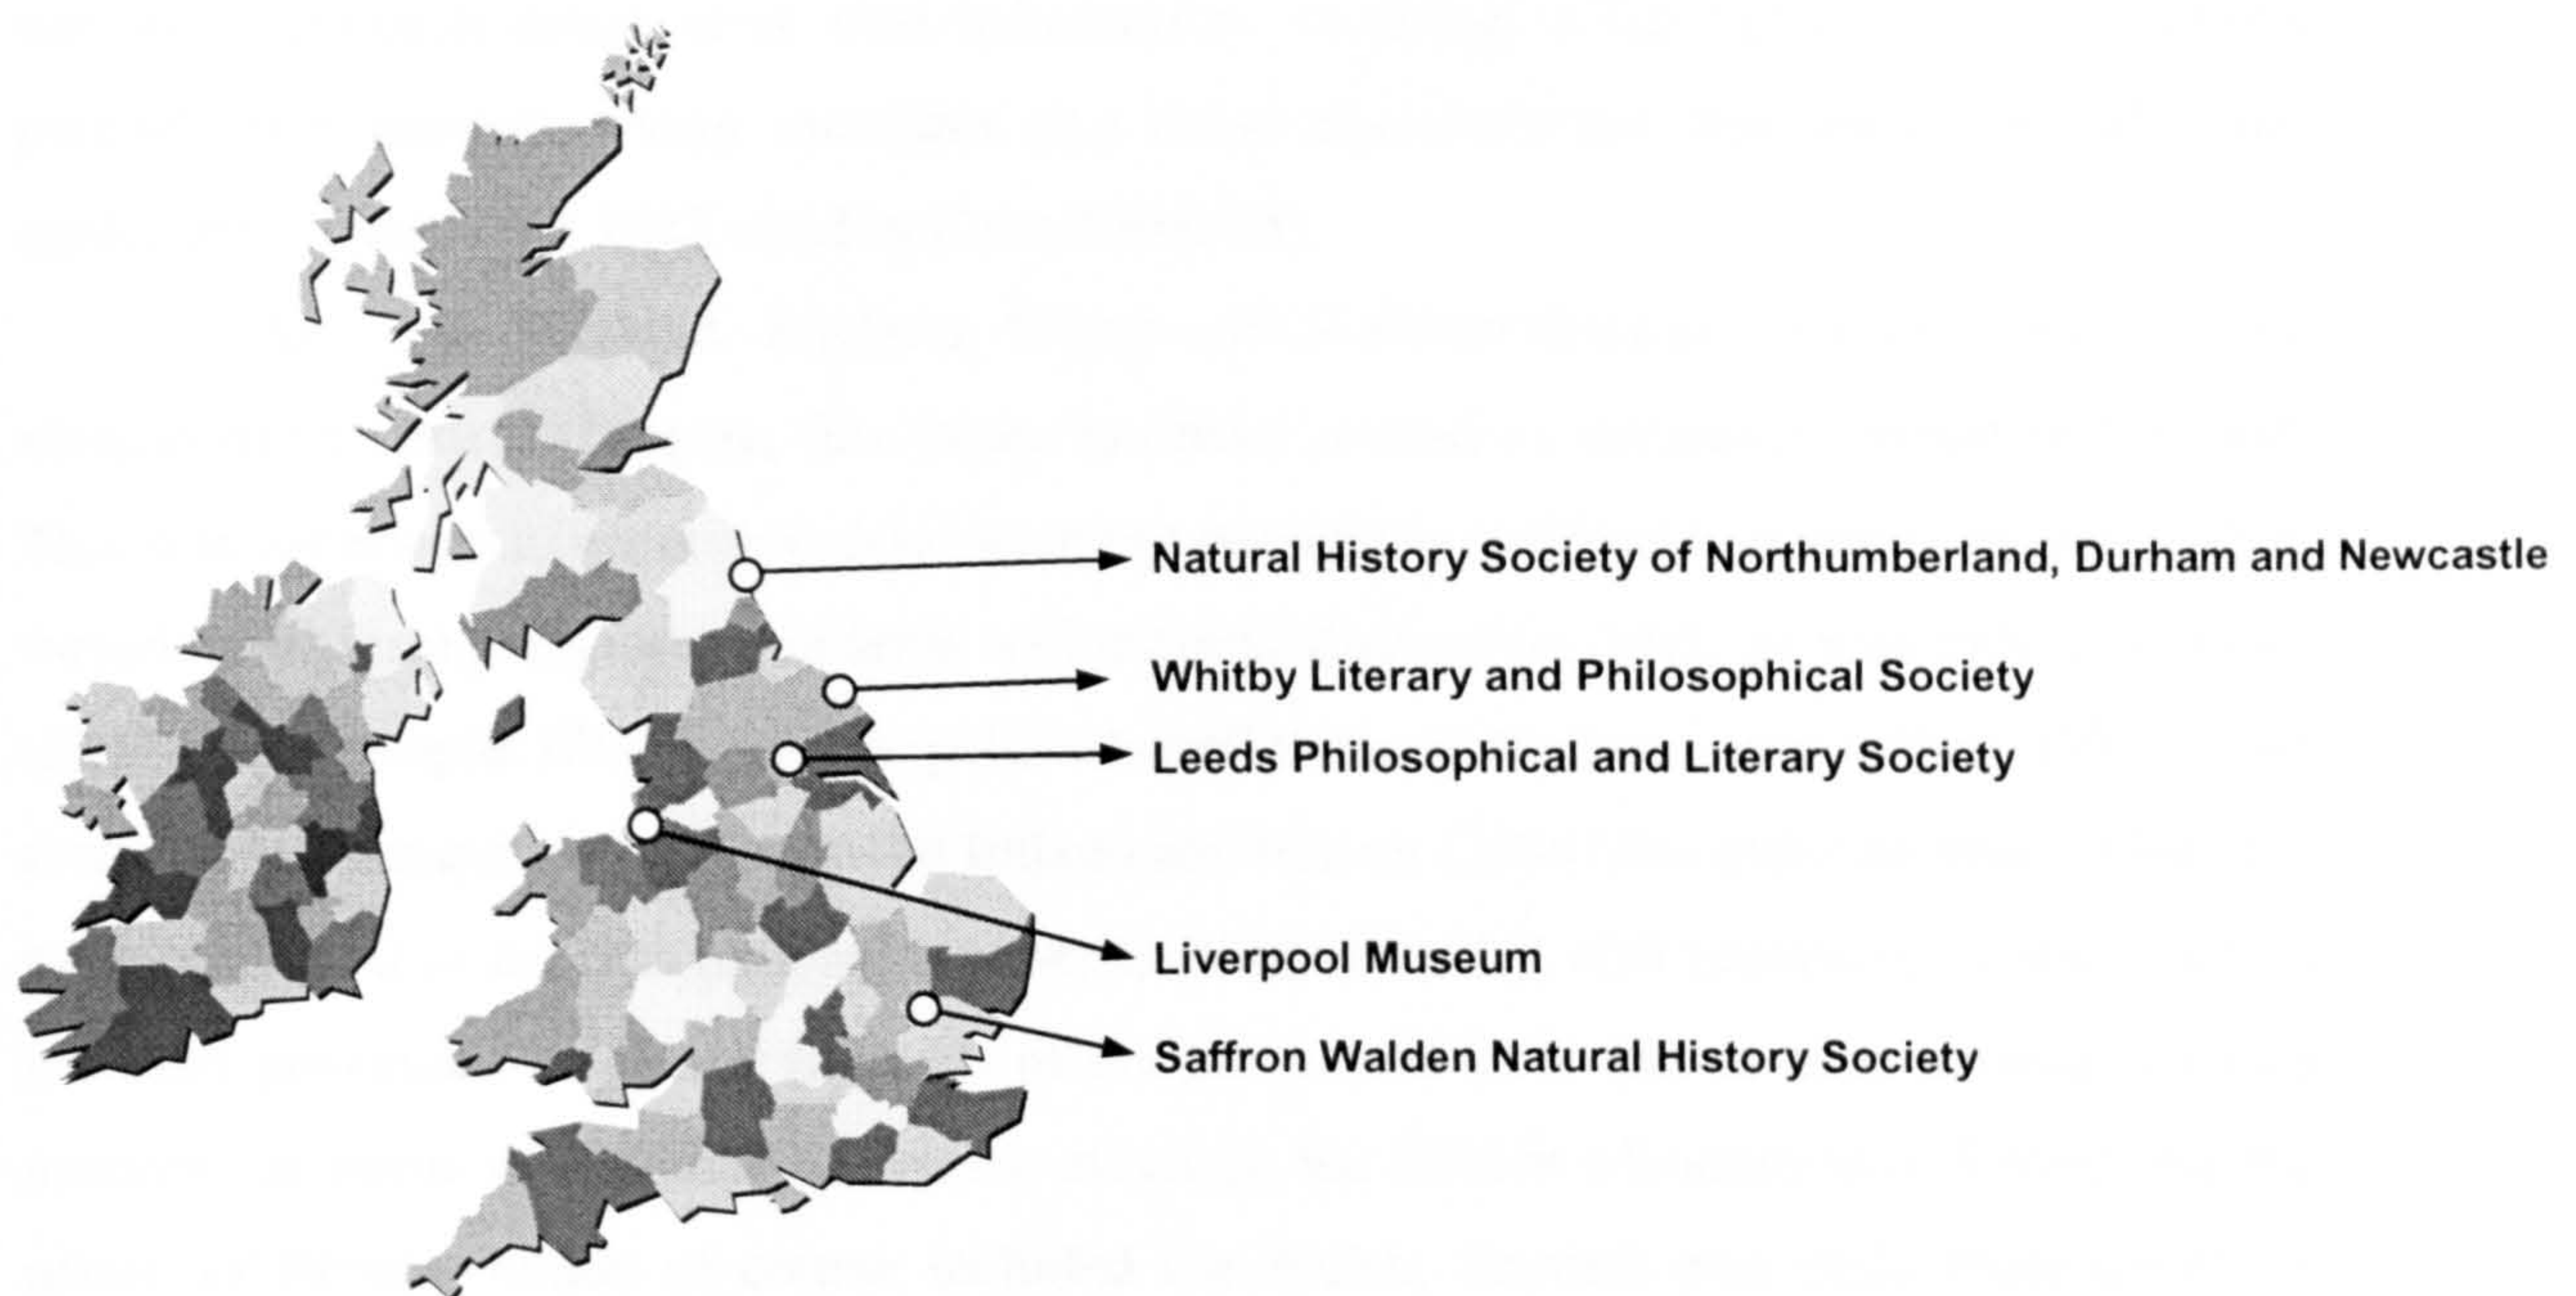 Natural History Society of Northumberland, Durham and Newcastle
Whitby Literary and Philosophical Society
Leeds Philosophical and Literary Society
Liverpool Museum
Saffron Walden Natural History Society